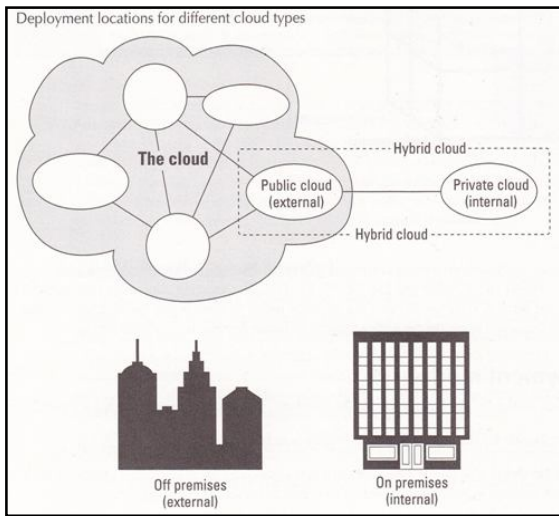 Deployment locations for different cloud types
Hybrid cloud
The cloud
Public cloud
(external)
Private cloud
(internal)
Hybrid cloud
Off premises
(external)
On premises
(internal)